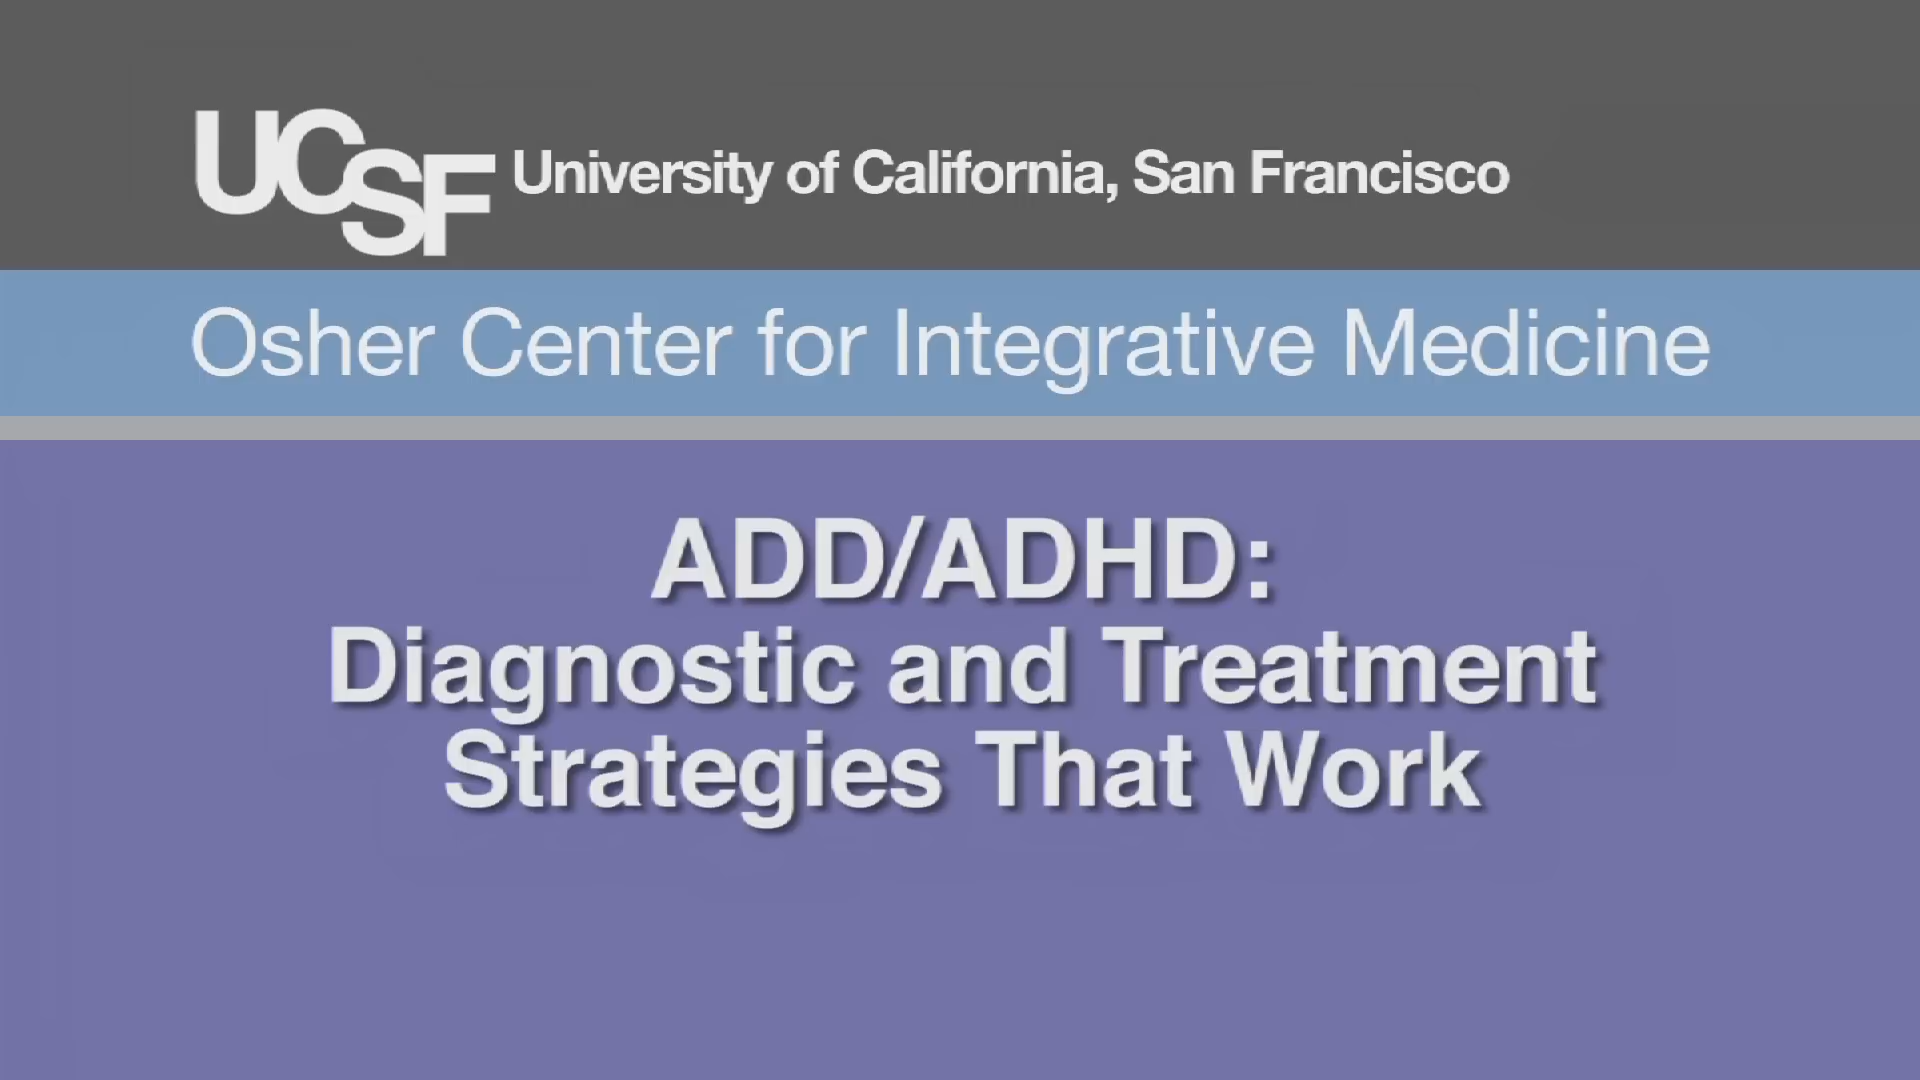 UCSF University of California, San Francisco
Osher Center for Integrative Medicine
ADD/ADHD:
Diagnostic and Treatment
Strategies That Work